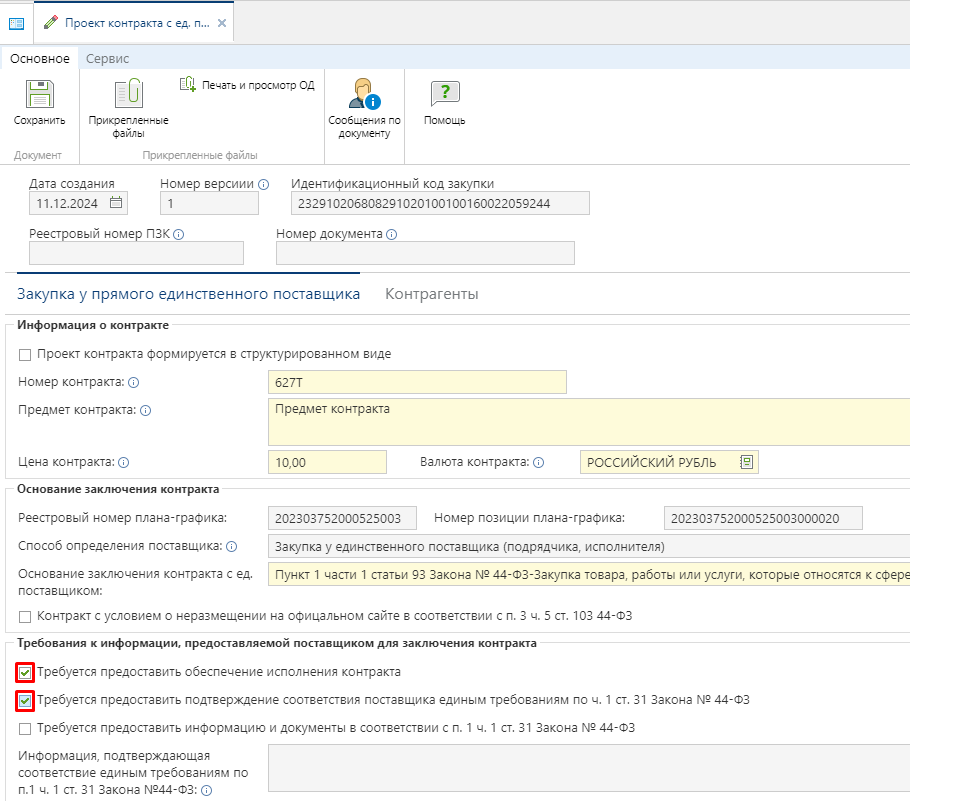 Проект контракта с ед. п...
Основное Сервис
Сохранить
Прикрепленные файлы
Печать и просмотр ОД
Сообщения по документу
Помощь
Документ Прикрепленные файлы
Дата создания Номер версиии Идентификационный код закупки
11.12.2024 1 232910206808291020100100160022059244
Реестровый номер ПЗК Номер документа
Закупка у прямого единственного поставщика Контрагенты
Информация о контракте
Проект контракта формируется в структурированном виде
Номер контракта: 627Т
Предмет контракта: Предмет контракта
Цена контракта: 10,00 Валюта контракта: РОССИЙСКИЙ РУБЛЬ
Основание заключения контракта
Реестровый номер плана-графика: 202303752000525003 Номер позиции плана-графика: 202303752000525003000020
Способ определения поставщика: Закупка у единственного поставщика (подрядчика, исполнителя)
Основание заключения контракта с ед. поставщиком: Пункт 1 части 1 статьи 93 Закона № 44-ФЗ-Закупка товара, работы или услуги, которые относятся к сфере
Контракт с условием о неразмещении на офицальном сайте в соответствии с п. 3 ч. 5 ст. 103 44-ФЗ
Требования к информации, предоставляемой поставщиком для заключения контракта
Требуется предоставить обеспечение исполнения контракта
Требуется предоставить подтверждение соответствия поставщика единым требованиям по ч. 1 ст. 31 Закона № 44-ФЗ
Требуется предоставить информацию и документы в соответствии с п. 1 ч. 1 ст. 31 Закона № 44-ФЗ
Информация, подтверждающая
соответствие единым требованиям по
п.1 ч. 1 ст. 31 Закона №44-ФЗ: